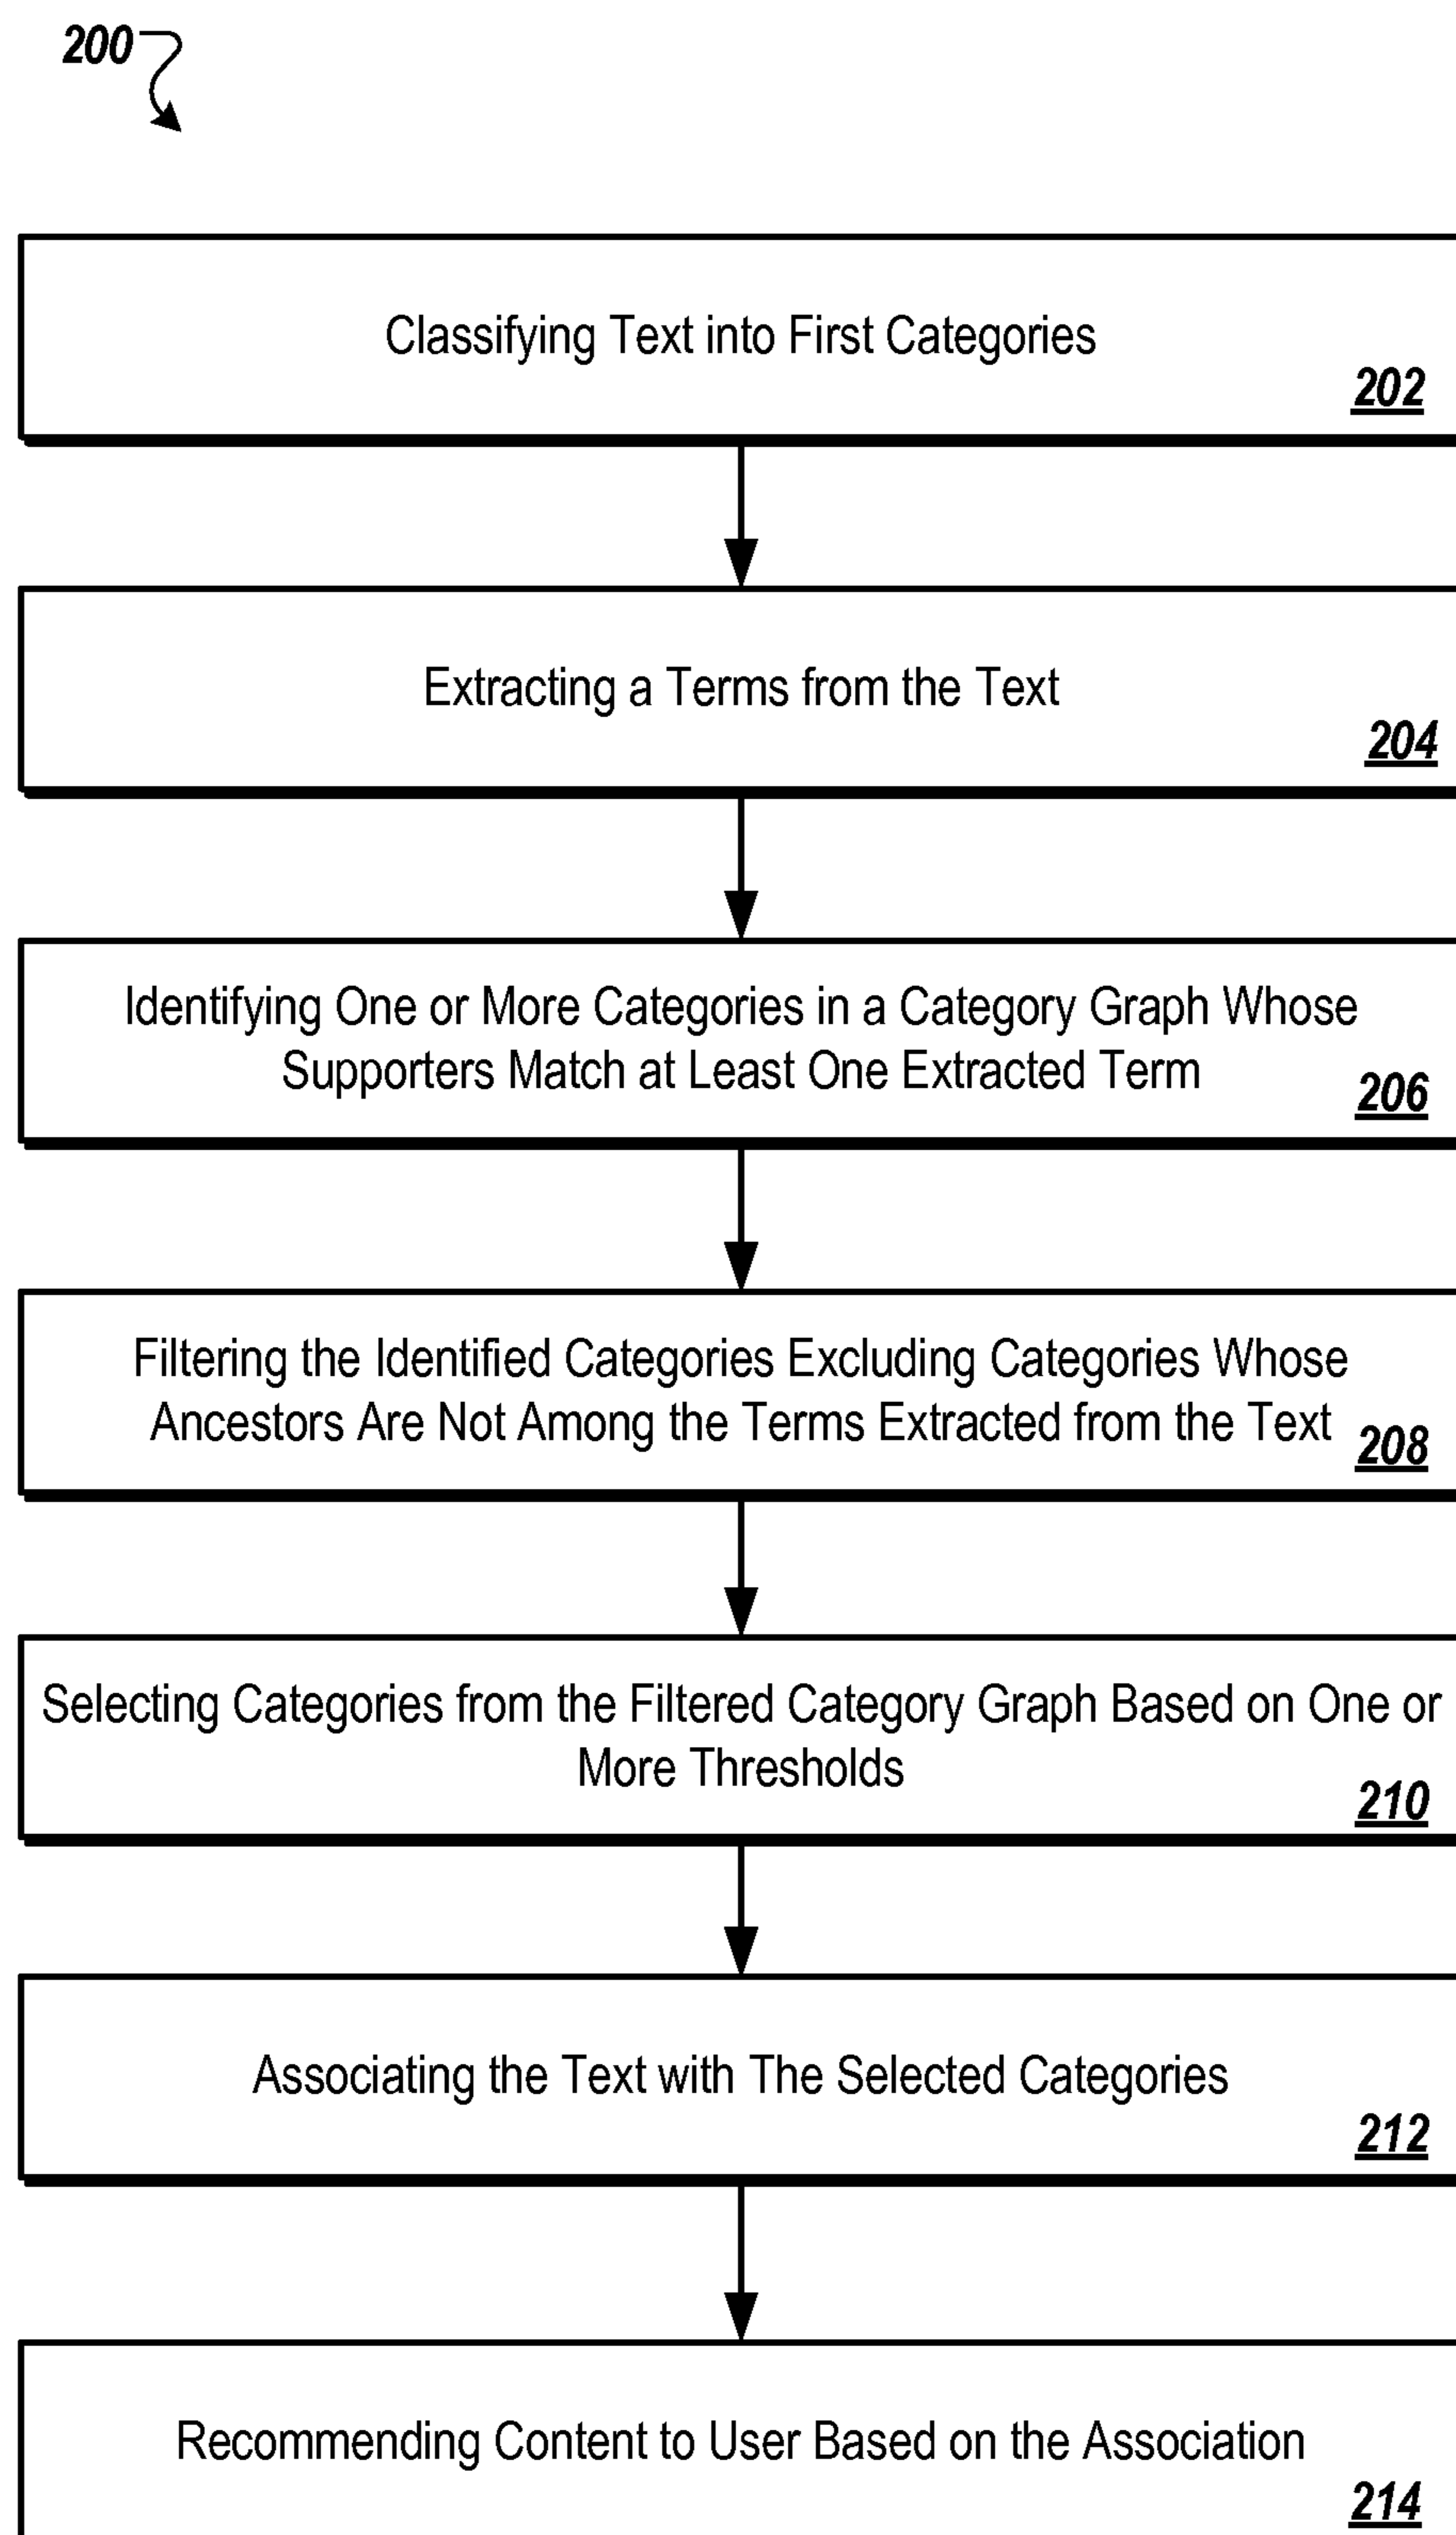 200
Classifying Text into First Categories
202
Extracting a Terms from the Text
204
Identifying One or More Categories in a Category Graph Whose
Supporters Match at Least One Extracted Term
206
Filtering the Identified Categories Excluding Categories Whose
Ancestors Are Not Among the Terms Extracted from the Text
208
Selecting Categories from the Filtered Category Graph Based on One or
More Thresholds
210
Associating the Text with The Selected Categories
212
Recommending Content to User Based on the Association
214